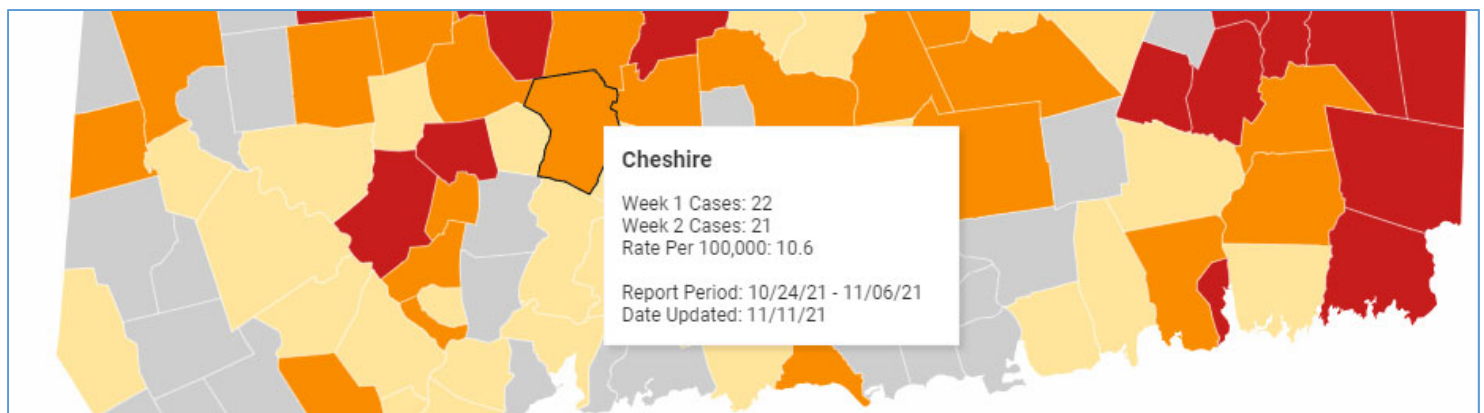 Cheshire
Week 1 Cases: 22
Week 2 Cases: 21
Rate Per 100,000: 10.6
Report Period: 10/24/21 - 11/06/21
Date Updated: 11/11/21